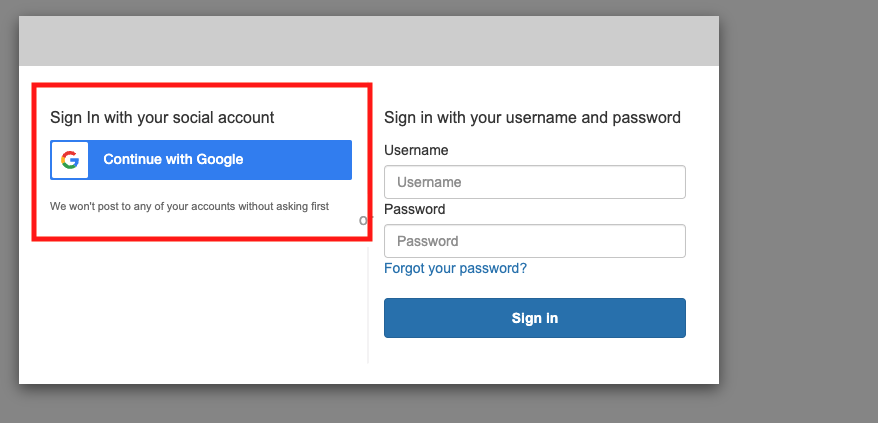 Sign In with your social account
Continue with Google
We won't post to any of your accounts without asking first
or
Sign in with your username and password
Username
Username
Password
Password
Forgot your password?
Sign in